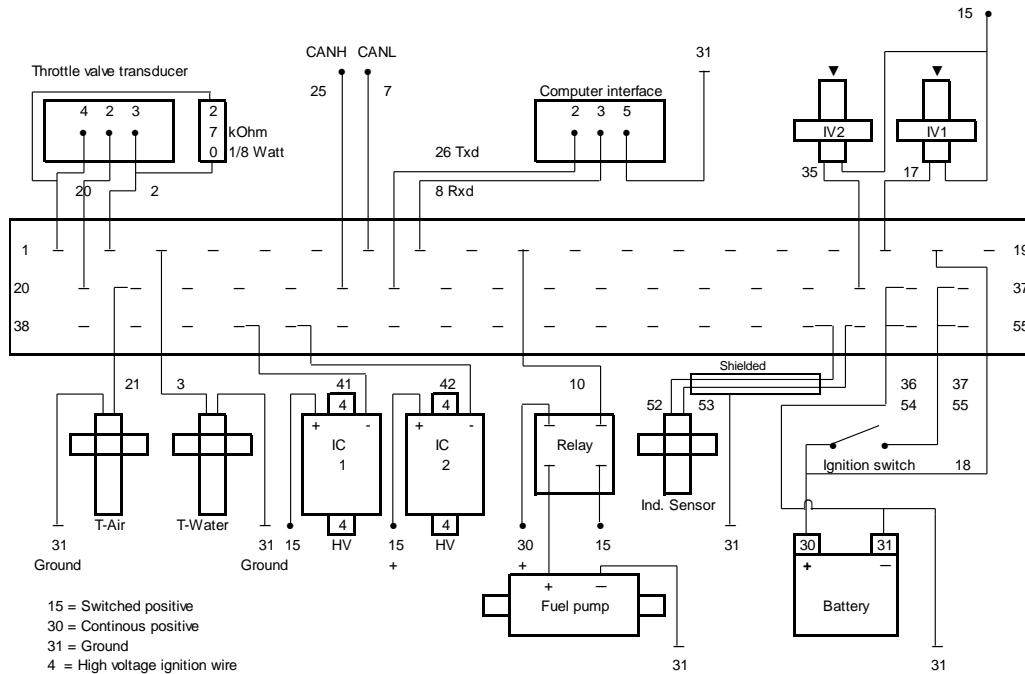 15
CANH CANL
31
Throttle valve transducer
25 7
Computer interface
4 2 3
2
7 kOhm
0 1/8 Watt
2 3 5
IV2 IV1
26 Txd
35 17
20 2
8 Rxd
1 19
20 37
38 55
Shielded
21 3 41 42 10 36 37
52 53 54 55
4 4
+ - + -
IC IC
1 2
Relay
Ignition switch 18
Ind. Sensor
T-Air T-Water
4 4
31 31 15 HV 15 HV 30 15 31 30 31
Ground Ground + +
+ –
+ –
Fuel pump
Battery
15 = Switched positive
30 = Continous positive
31 = Ground
4 = High voltage ignition wire
31 31